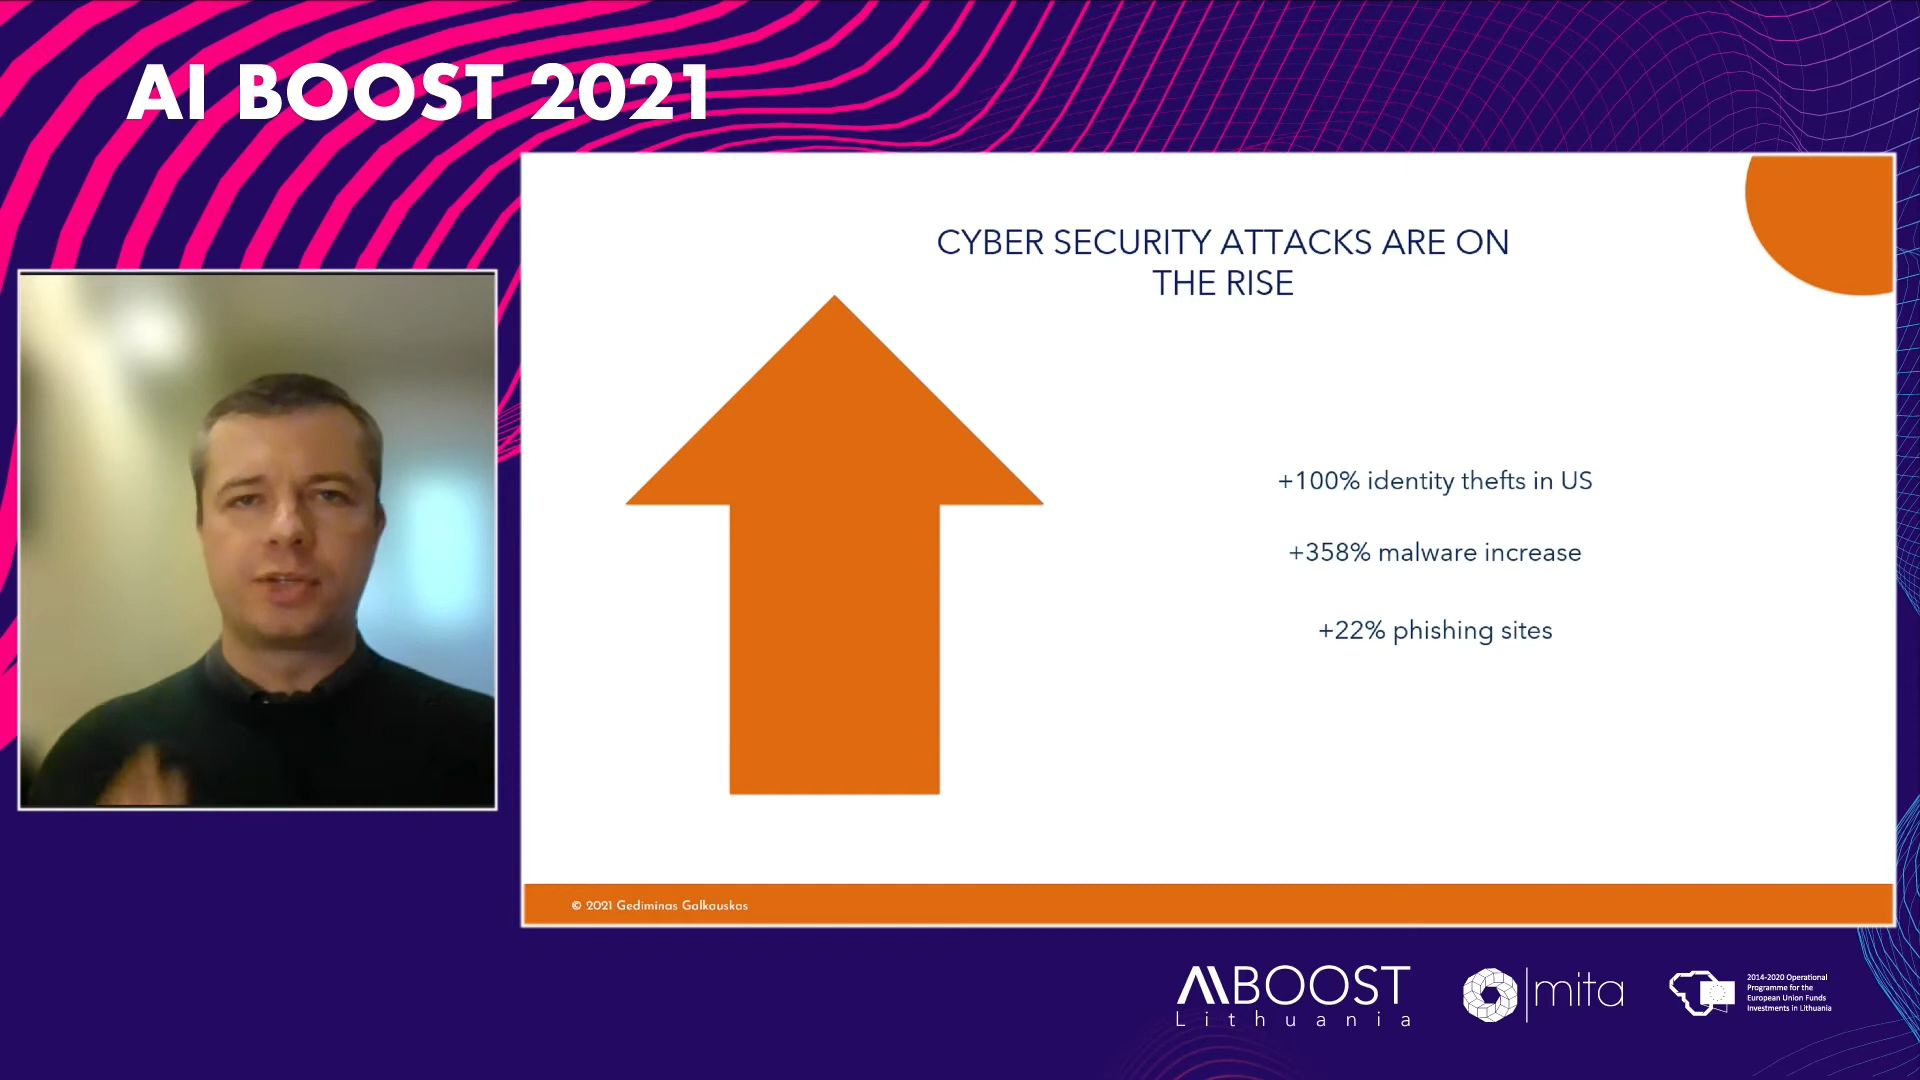 AI BOOST 2021
CYBER SECURITY ATTACKS ARE ON
THE RISE
+100% identity thefts in US
+358% malware increase
+22% phishing sites
© 2021 Gediminas Galkauskas
AIBOOST
Lithuania
mita
2014-2020 Operational
Programme for the
European Union Funds
Investments in Lithuania